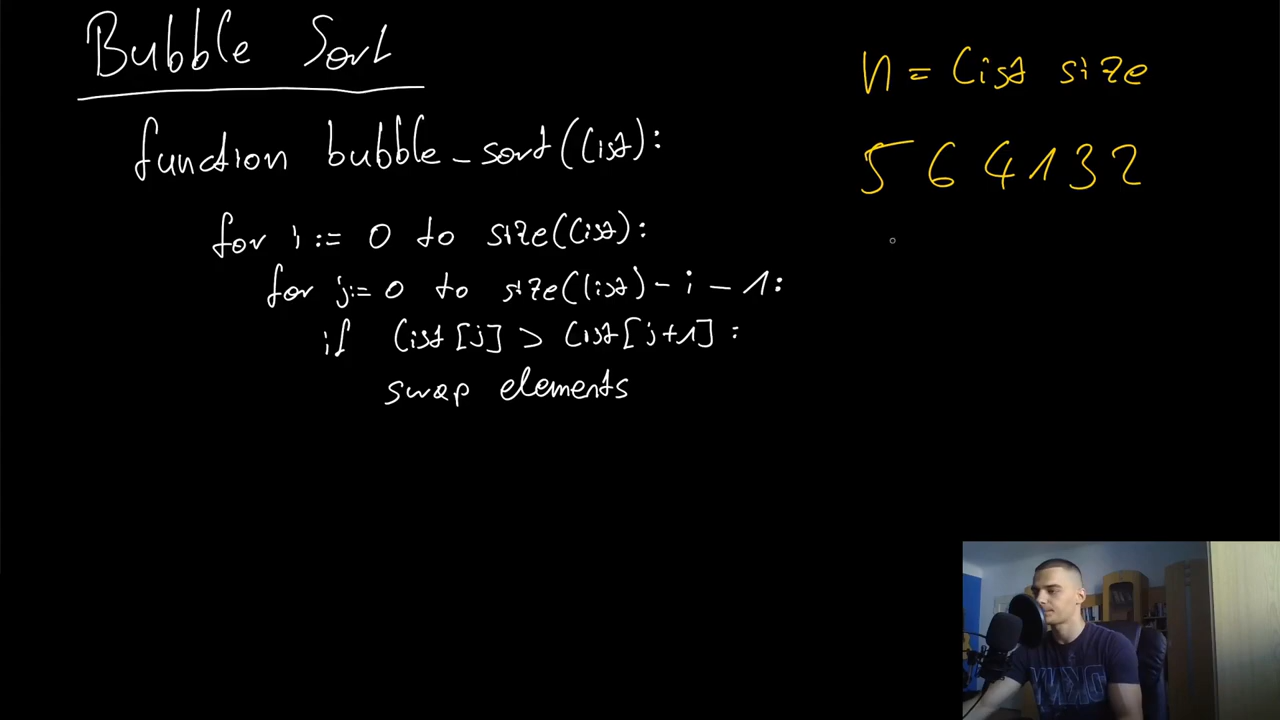 Bubble Sort
function bubble_sort(list):
for i := 0 to size(list):
for j:= 0 to size(list) - i - 1:
if list[j] > list[j+1]:
swap elements
n = list size
5 6 4 1 3 2